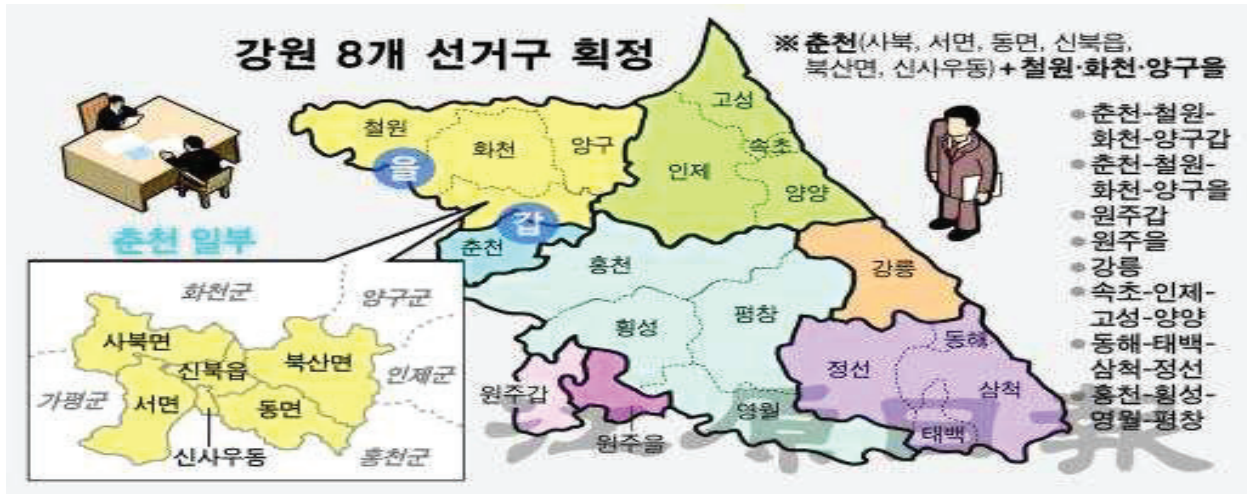 강원 8개 선거구 획정
※ 춘천(사북, 서면, 동면, 신북읍,
북산면, 신사우동)+철원·화천·양구을
철원
화천
양구
을
갑
춘천
고성
속초
인제
양양
홍천
강릉
횡성
평창
정선
동해
삼척
태백
영월
원주갑
원주을
춘천 일부
화천군
양구군
사북면
신북읍
북산면
인제군
가평군
서면
동면
신사우동
홍천군
춘천-철원-
화천-양구갑
춘천-철원-
화천-양구을
원주갑
원주을
강릉
속초-인제-
고성-양양
동해-태백-
삼척-정선
홍천-횡성-
영월-평창
江原日報